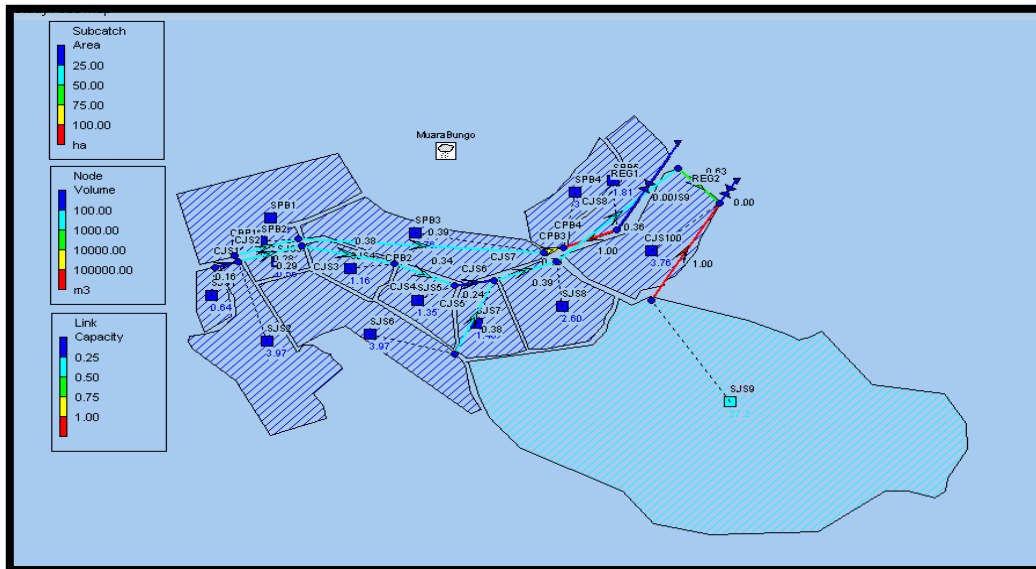 Subcatch
Area
25.00
50.00
75.00
100.00
ha
Node
Volume
100.00
1000.00
10000.00
100000.00
m3
Link
Capacity
0.25
0.50
0.75
1.00
MuaraBungo
SPB4
REG1
1.81
CJS8
0.63
REG2
0.00
0.36
SPB1
SPB2
SPB3
CPB4
CPB3
CJS100
3.76
1.00
1.00
CJS2
CJS1
0.38
0.39
0.34
CPB2
CJS7
CJS6
CJS3
1.16
0.29
0.16
0.64
CJS4
SJS5
1.35
CJS5
0.24
0.39
SJS7
0.38
SJS8
2.60
SJS2
3.97
SJS6
3.97
SJS9